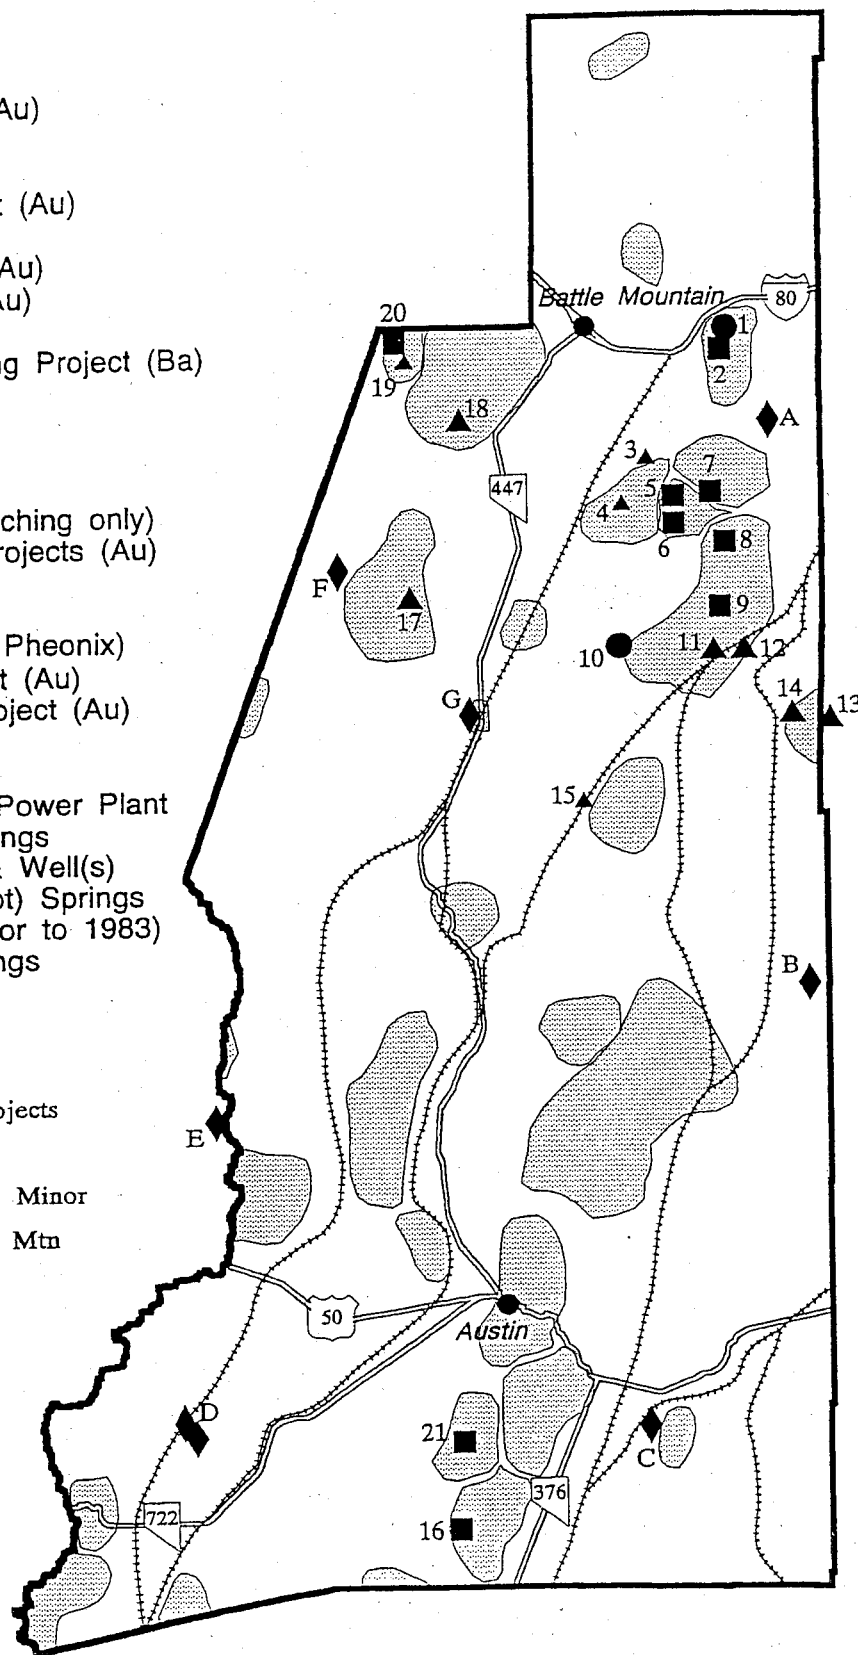 Au)
: (Au)
Au)
Au)
ng Project (Ba)
ching only)
rojects (Au)
Pheonix)
t (Au)
oject (Au)
Power Plant
ngs
& Well(s)
ot) Springs
or to 1983)
ngs
ojects
Minor
Mtn
Battle Mountain
80
20
1
2
19
18
A
3
7
447
5
4
6
8
F
17
9
10
11
12
G
14
13
15
B
E
50
Austin
D
21
C
376
722
16